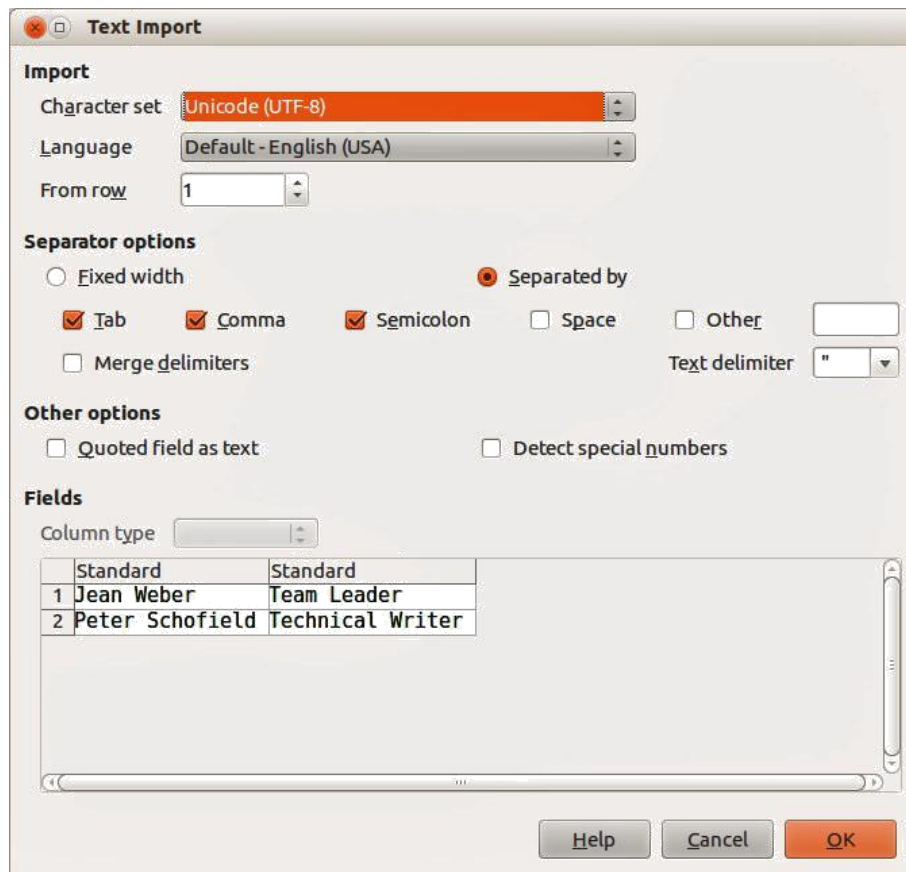 Text Import
Import
Character set Unicode (UTF-8)
Language Default - English (USA)
From row 1
Separator options
Fixed width Separated by
Tab Comma Semicolon Space Other
Merge delimiters Text delimiter "
Other options
Quoted field as text Detect special numbers
Fields
Column type
Standard Standard
1 Jean Weber Team Leader
2 Peter Schofield Technical Writer
Help Cancel OK